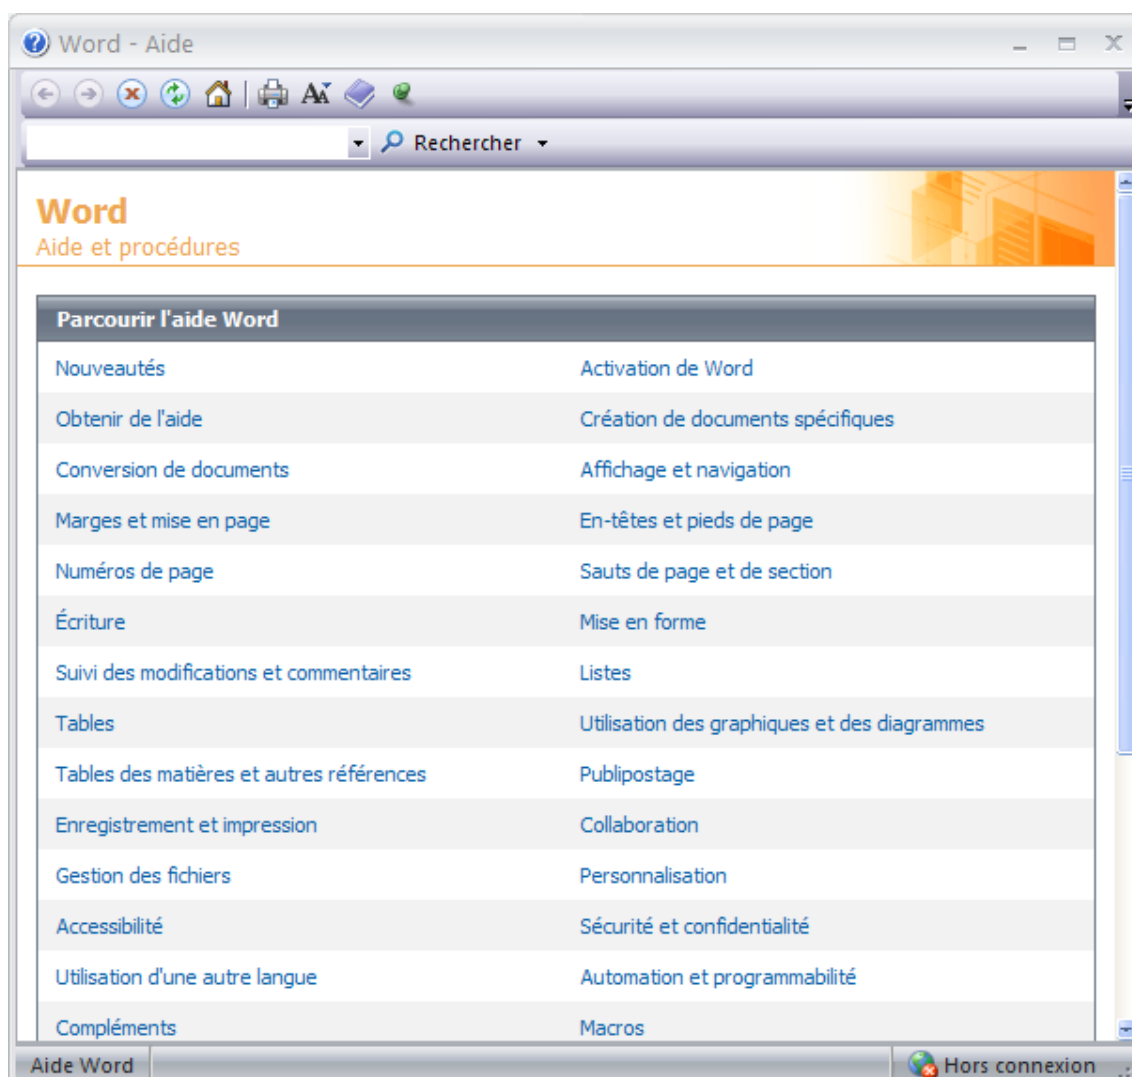 Word - Aide
Rechercher
Word
Aide et procédures
Parcourir l'aide Word
Nouveautés Activation de Word
Obtenir de l'aide Création de documents spécifiques
Conversion de documents Affichage et navigation
Marges et mise en page En-têtes et pieds de page
Numéros de page Sauts de page et de section
Écriture Mise en forme
Suivi des modifications et commentaires Listes
Tables Utilisation des graphiques et des diagrammes
Tables des matières et autres références Publipostage
Enregistrement et impression Collaboration
Gestion des fichiers Personnalisation
Accessibilité Sécurité et confidentialité
Utilisation d'une autre langue Automation et programmabilité
Compléments Macros
Aide Word Hors connexion